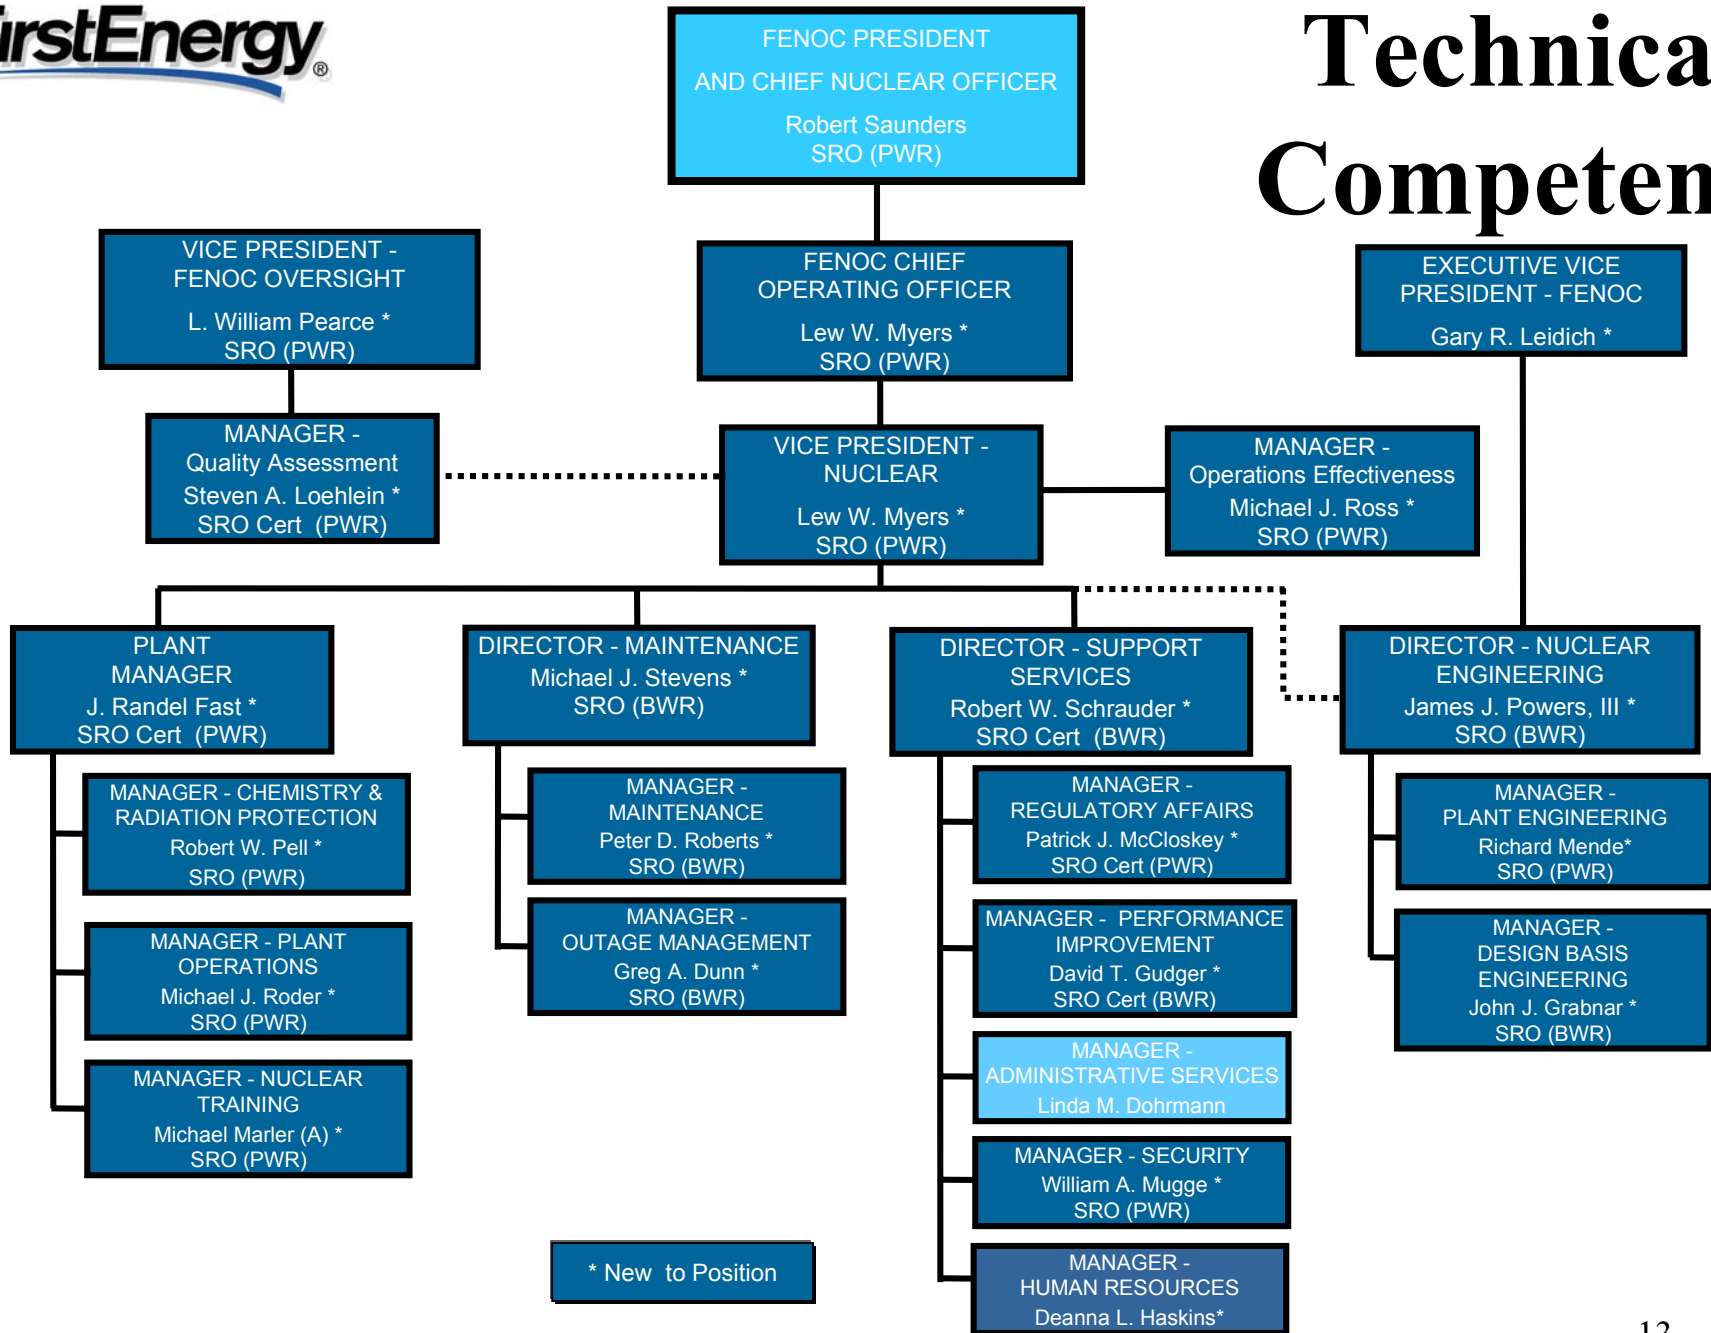 irstEnergy®
Technica
Competen
FENOC PRESIDENT
AND CHIEF NUCLEAR OFFICER
Robert Saunders
SRO (PWR)
VICE PRESIDENT -
FENOC OVERSIGHT
L. William Pearce *
SRO (PWR)
FENOC CHIEF
OPERATING OFFICER
Lew W. Myers *
SRO (PWR)
EXECUTIVE VICE
PRESIDENT - FENOC
Gary R. Leidich *
MANAGER -
Quality Assessment
Steven A. Loehlein *
SRO Cert (PWR)
VICE PRESIDENT -
NUCLEAR
Lew W. Myers *
SRO (PWR)
MANAGER -
Operations Effectiveness
Michael J. Ross *
SRO (PWR)
PLANT
MANAGER
J. Randel Fast *
SRO Cert (PWR)
DIRECTOR - MAINTENANCE
Michael J. Stevens *
SRO (BWR)
DIRECTOR - SUPPORT
SERVICES
Robert W. Schrauder *
SRO Cert (BWR)
DIRECTOR - NUCLEAR
ENGINEERING
James J. Powers, III *
SRO (BWR)
MANAGER - CHEMISTRY &
RADIATION PROTECTION
Robert W. Pell *
SRO (PWR)
MANAGER - PLANT
OPERATIONS
Michael J. Roder *
SRO (PWR)
MANAGER - NUCLEAR
TRAINING
Michael Marler (A) *
SRO (PWR)
MANAGER -
MAINTENANCE
Peter D. Roberts *
SRO (BWR)
MANAGER -
OUTAGE MANAGEMENT
Greg A. Dunn *
SRO (BWR)
MANAGER -
REGULATORY AFFAIRS
Patrick J. McCloskey *
SRO Cert (PWR)
MANAGER - PERFORMANCE
IMPROVEMENT
David T. Gudger *
SRO Cert (BWR)
MANAGER -
ADMINISTRATIVE SERVICES
Linda M. Dohrmann
MANAGER - SECURITY
William A. Mugge *
SRO (PWR)
MANAGER -
HUMAN RESOURCES
Deanna L. Haskins*
MANAGER -
PLANT ENGINEERING
Richard Mende*
SRO (PWR)
MANAGER -
DESIGN BASIS
ENGINEERING
John J. Grabnar *
SRO (BWR)
* New to Position
12